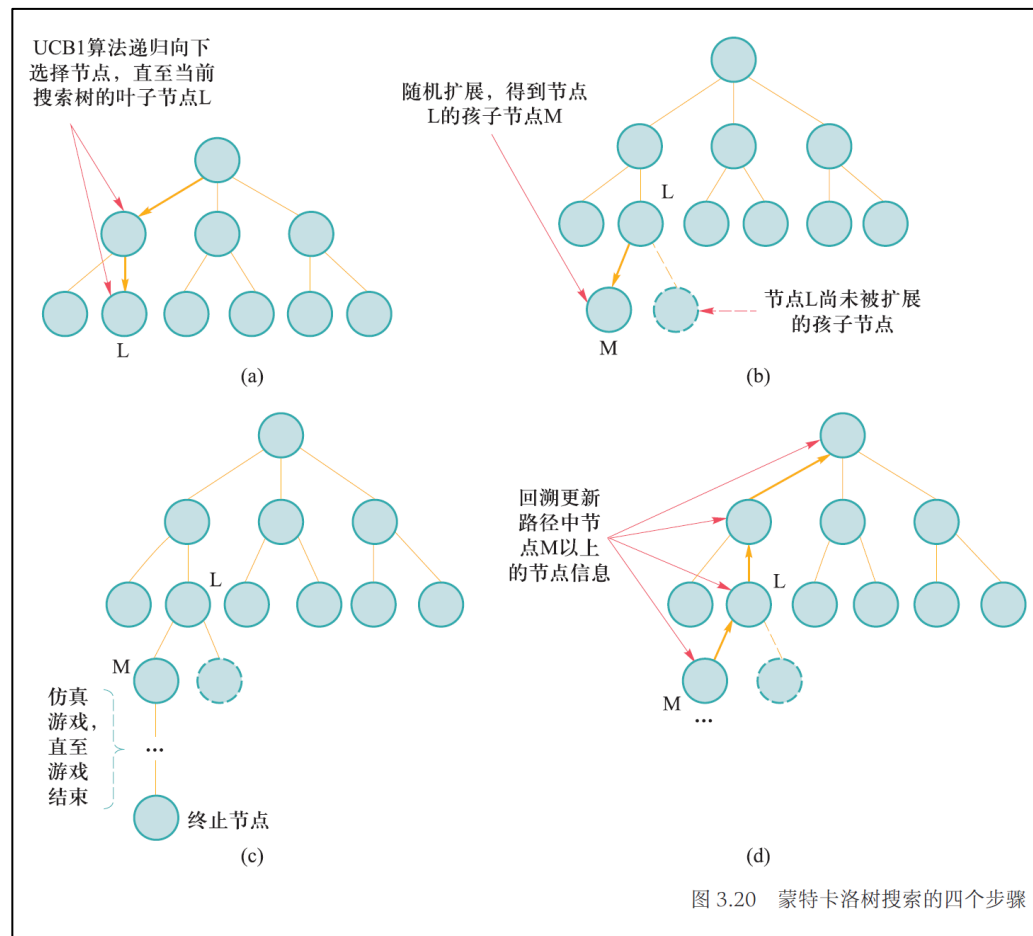 UCB1算法递归向下
选择节点，直至当前
搜索树的叶子节点L
L
(a)
随机扩展，得到节点
L的孩子节点M
L
M
节点L尚未被扩展
的孩子节点
(b)
L
M
仿真
游戏，
直至
游戏
结束
...
终止节点
(c)
回溯更新
路径中节
点M以上
的节点信息
L
M
...
(d)
图 3.20 蒙特卡洛树搜索的四个步骤